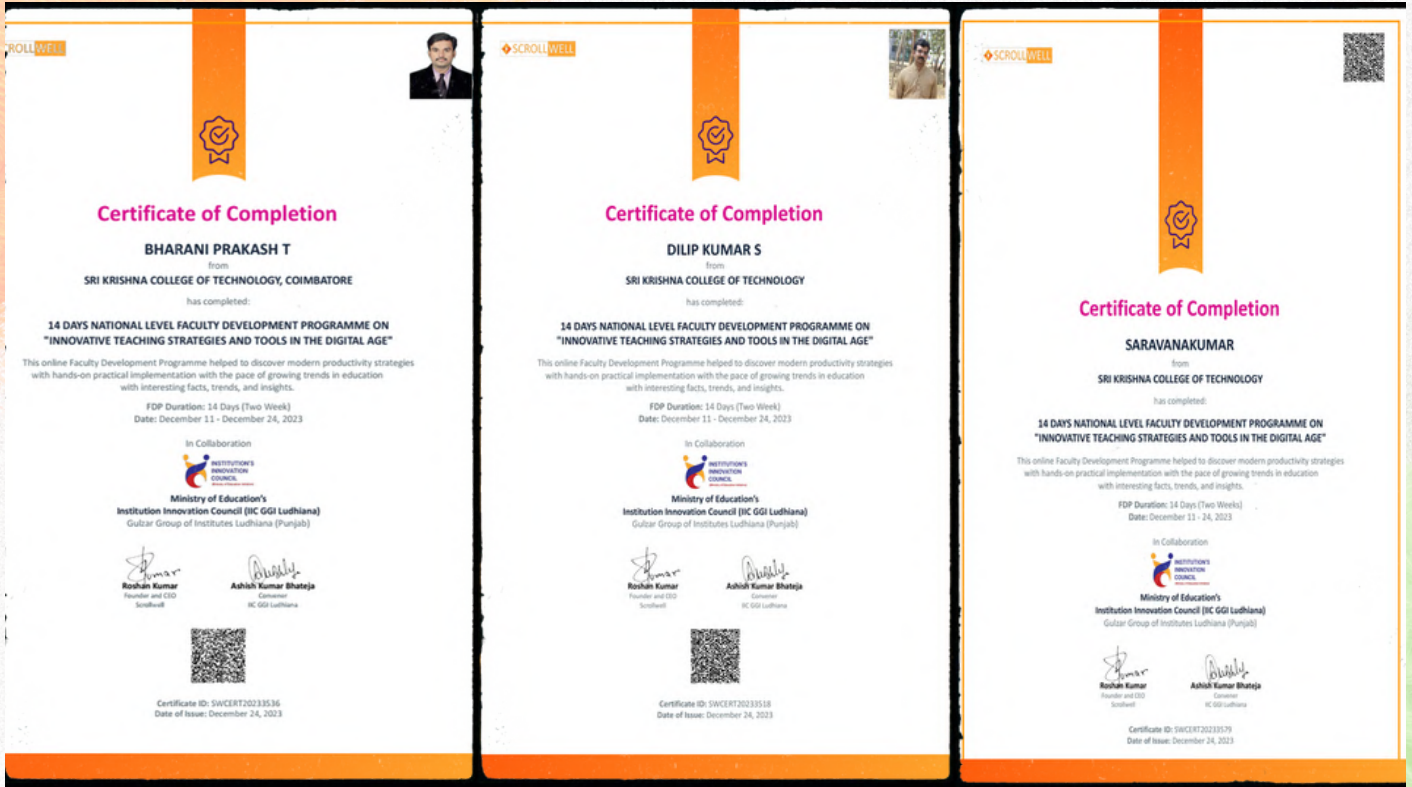 ROLLWELL
Certificate of Completion
BHARANI PRAKASH T
from
SRI KRISHNA COLLEGE OF TECHNOLOGY, COIMBATORE
has completed:
14 DAYS NATIONAL LEVEL FACULTY DEVELOPMENT PROGRAMME ON
"INNOVATIVE TEACHING STRATEGIES AND TOOLS IN THE DIGITAL AGE"
This online Faculty Development Programme helped to discover modern productivity strategies
with hands-on practical implementation with the pace of growing trends in education
with interesting facts, trends, and insights.
FDP Duration: 14 Days (Two Week)
Date: December 11 - December 24, 2023
In Collaboration
INSTITUTION'S
INNOVATION
COUNCIL
Ministry of Education's
Institution Innovation Council (IIC GGI Ludhiana)
Gulzar Group of Institutes Ludhiana (Punjab)
Roshan Kumar
Founder and CEO
Scrollwell
Ashish Kumar Bhateja
Convener
IIC GGI Ludhiana
Certificate ID: SWCERT20233536
Date of Issue: December 24, 2023
SCROLLWELL
Certificate of Completion
DILIP KUMAR S
from
SRI KRISHNA COLLEGE OF TECHNOLOGY
has completed:
14 DAYS NATIONAL LEVEL FACULTY DEVELOPMENT PROGRAMME ON
"INNOVATIVE TEACHING STRATEGIES AND TOOLS IN THE DIGITAL AGE"
This online Faculty Development Programme helped to discover modern productivity strategies
with hands-on practical implementation with the pace of growing trends in education
with interesting facts, trends, and insights.
FDP Duration: 14 Days (Two Week)
Date: December 11 - December 24, 2023
In Collaboration
INSTITUTION'S
INNOVATION
COUNCIL
Ministry of Education's
Institution Innovation Council (IIC GGI Ludhiana)
Gulzar Group of Institutes Ludhiana (Punjab)
Roshan Kumar
Founder and CEO
Scrollwell
Ashish Kumar Bhateja
Convener
IIC GGI Ludhiana
Certificate ID: SWCERT20233518
Date of Issue: December 24, 2023
SCROLLWELL
Certificate of Completion
SARAVANAKUMAR
from
SRI KRISHNA COLLEGE OF TECHNOLOGY
has completed:
14 DAYS NATIONAL LEVEL FACULTY DEVELOPMENT PROGRAMME ON
"INNOVATIVE TEACHING STRATEGIES AND TOOLS IN THE DIGITAL AGE"
This online Faculty Development Programme helped to discover modern productivity strategies
with hands-on practical implementation with the pace of growing trends in education
with interesting facts, trends, and insights.
FDP Duration: 14 Days (Two Weeks)
Date: December 11 - 24, 2023
In Collaboration
INSTITUTION'S
INNOVATION
COUNCIL
Ministry of Education's
Institution Innovation Council (IIC GGI Ludhiana)
Gulzar Group of Institutes Ludhiana (Punjab)
Roshan Kumar
Founder and CEO
Scrollwell
Ashish Kumar Bhateja
Convener
IIC GGI Ludhiana
Certificate ID: SWCERT20233579
Date of Issue: December 24, 2023